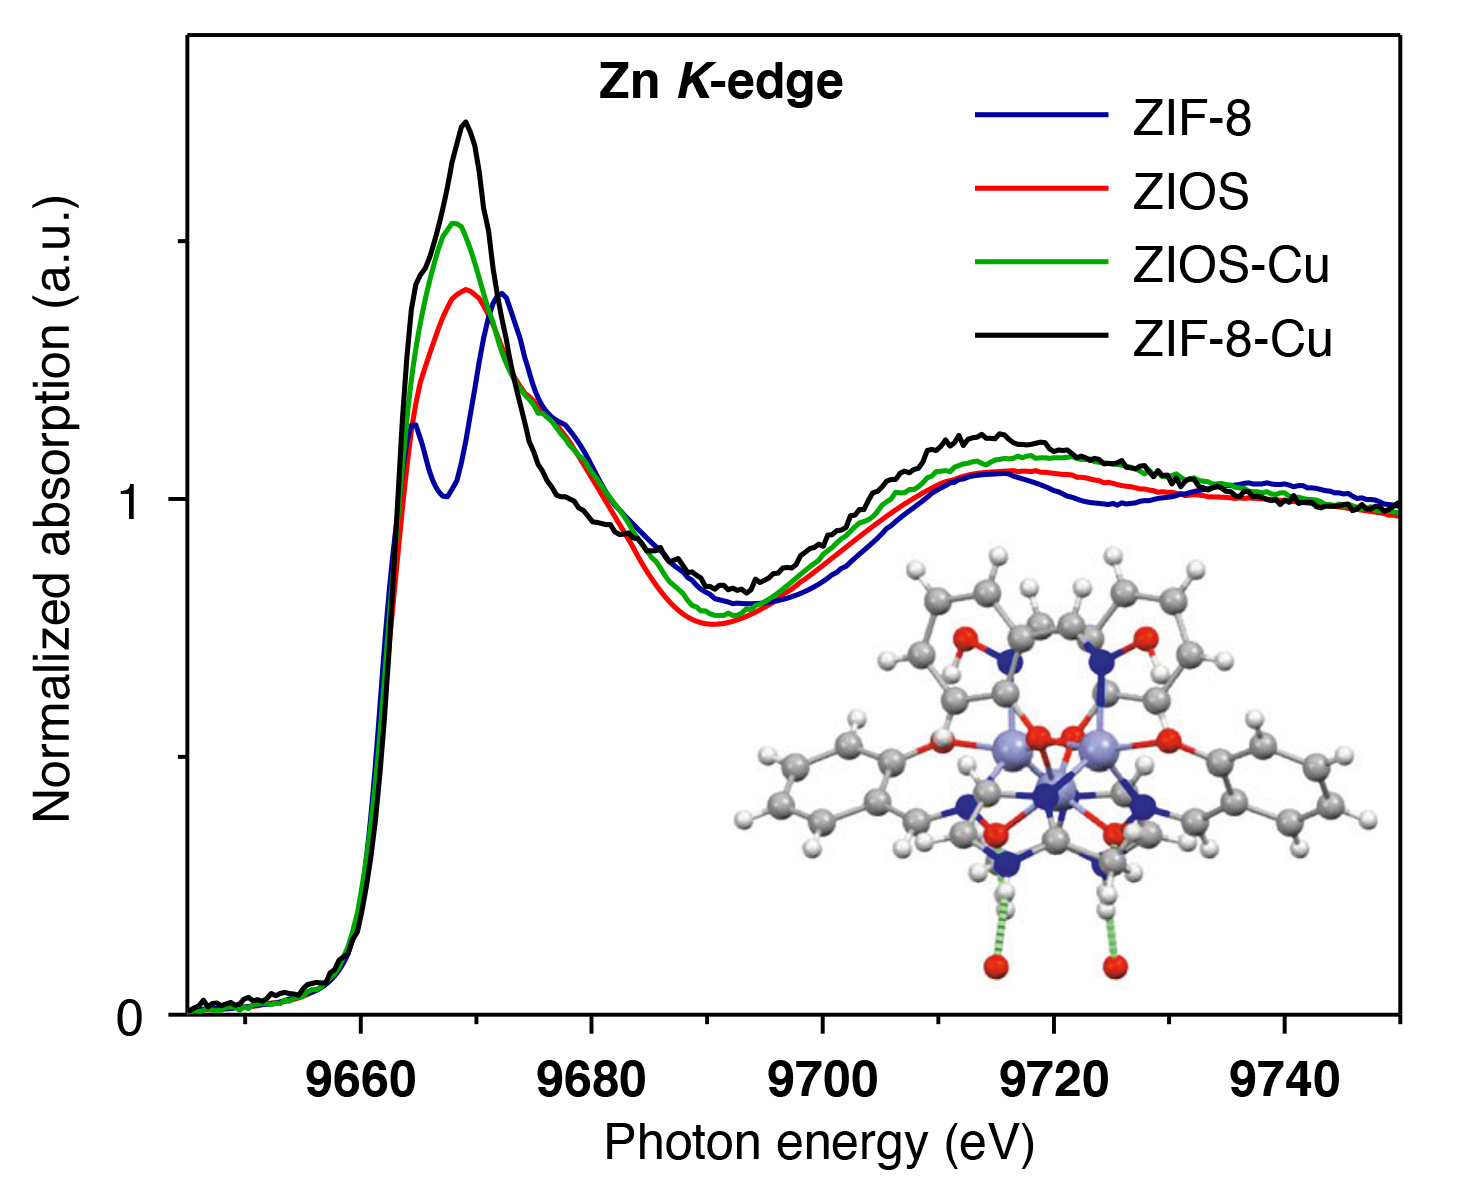 Zn K-edge
ZIF-8
ZIOS
ZIOS-Cu
ZIF-8-Cu
Normalized absorption (a.u.)
1
0
9660 9680 9700 9720 9740
Photon energy (eV)